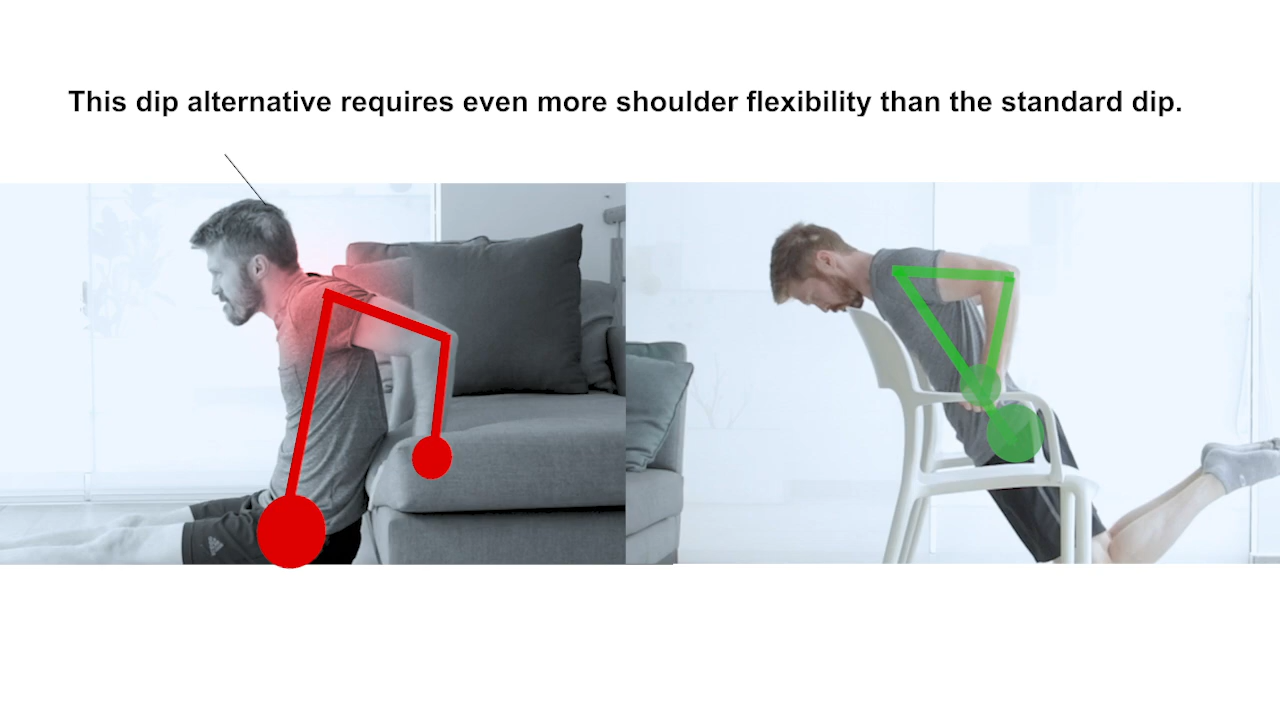 This dip alternative requires even more shoulder flexibility than the standard dip.